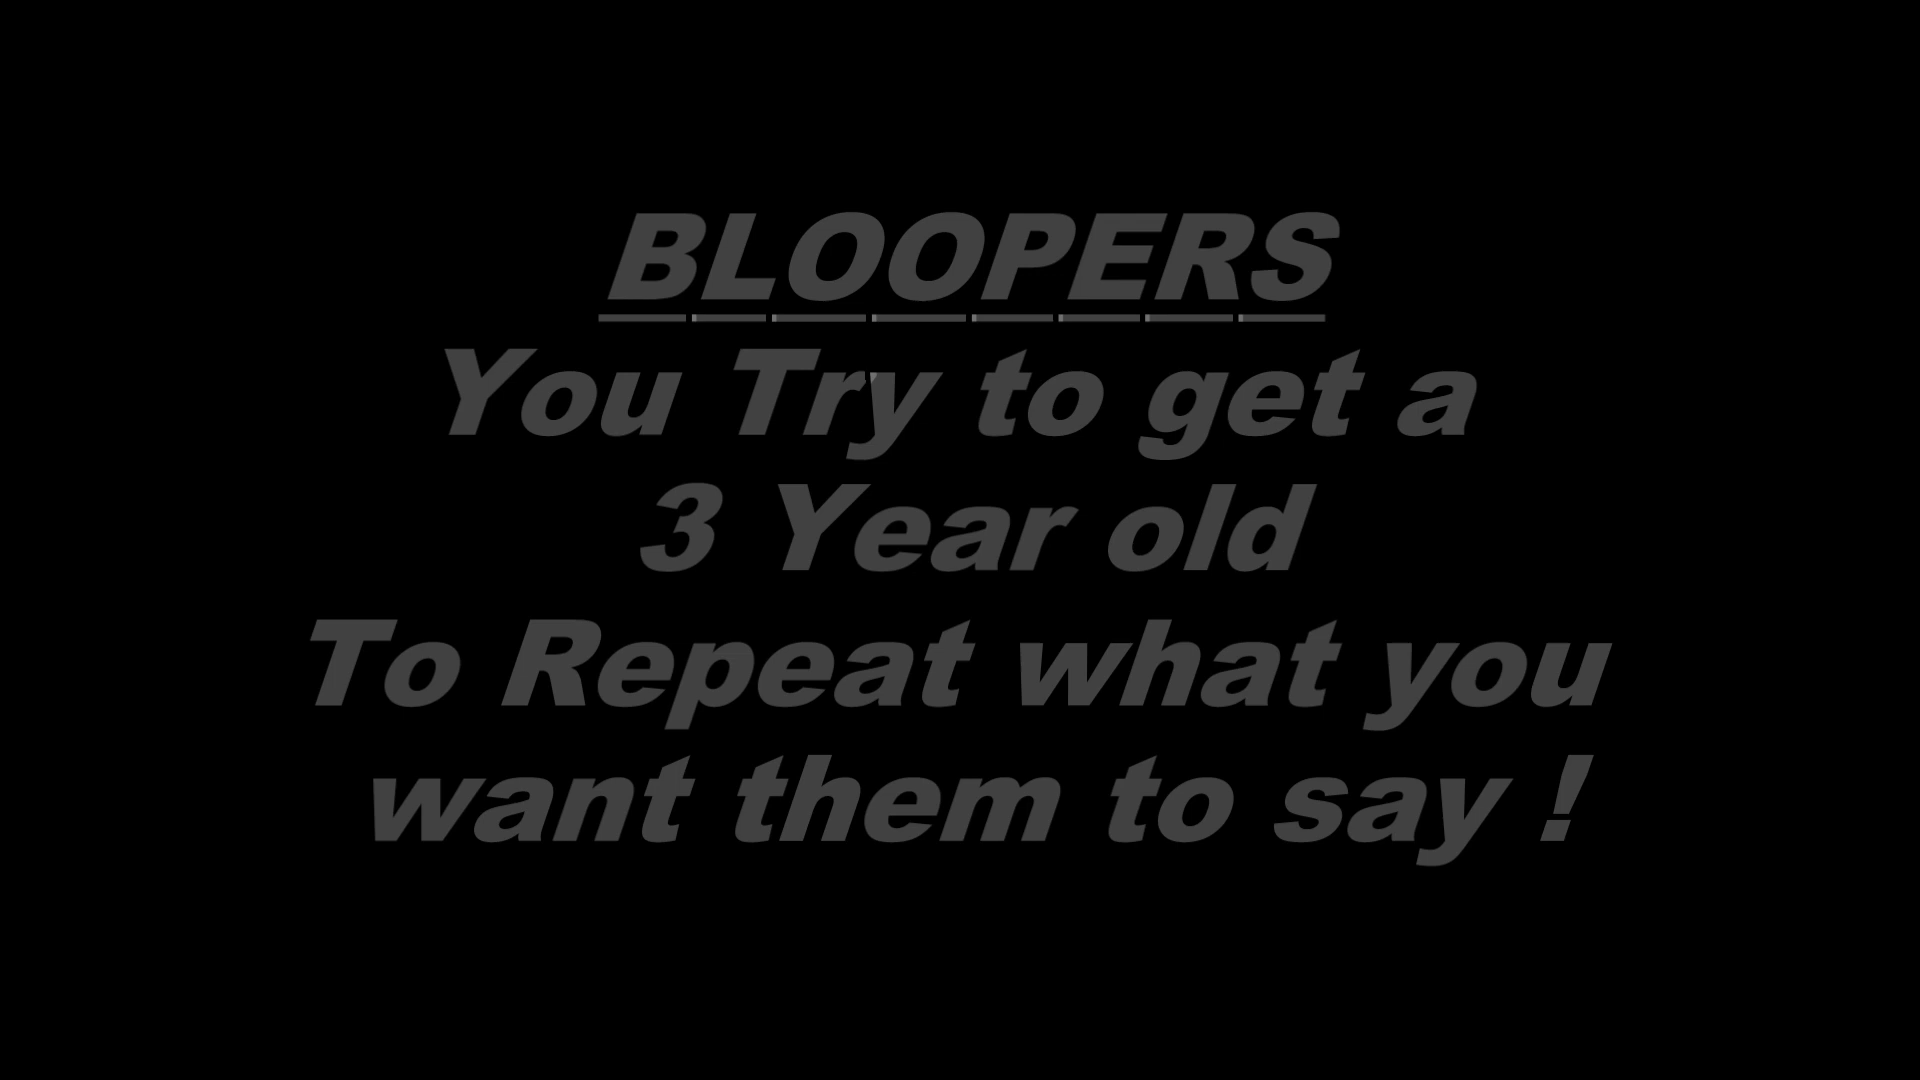 BLOOPERS
You Try to get a
3 Year old
To Repeat what you
want them to say !